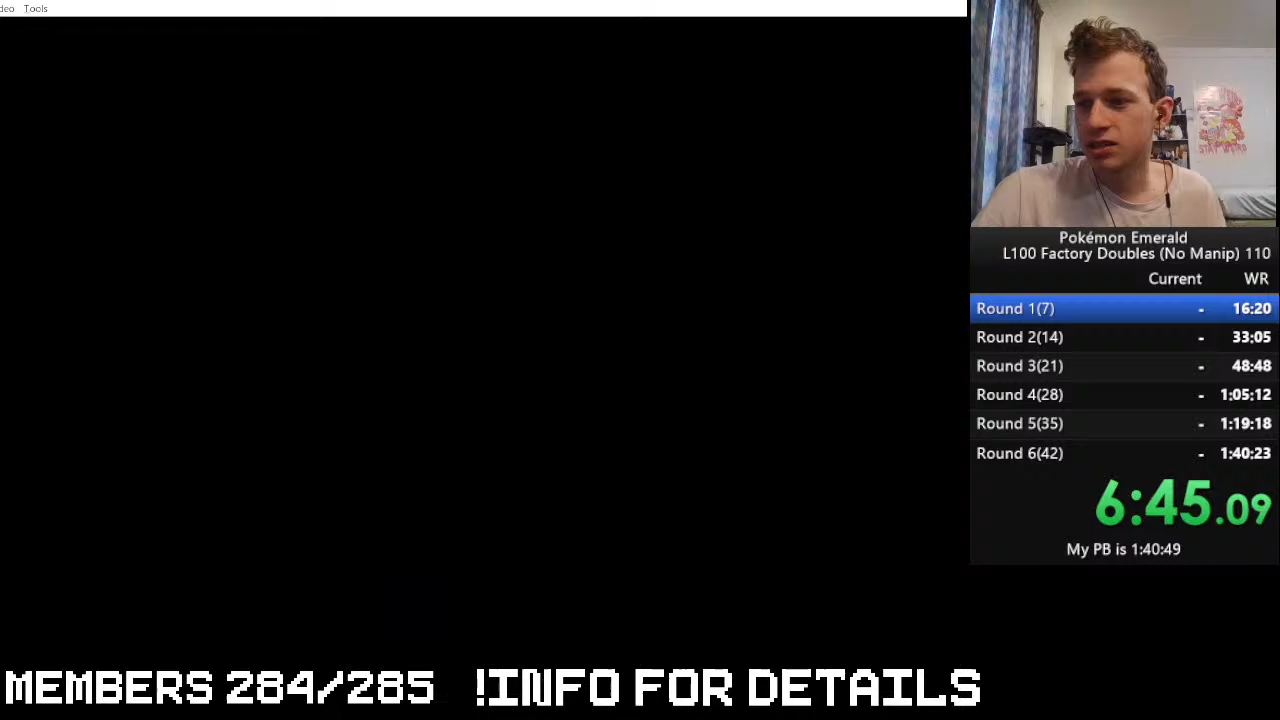 deo Tools
Pokémon Emerald
L100 Factory Doubles (No Manip) 110
Current WR
Round 1(7) - 16:20
Round 2(14) - 33:05
Round 3(21) - 48:48
Round 4(28) - 1:05:12
Round 5(35) - 1:19:18
Round 6(42) - 1:40:23
6:45.09
My PB is 1:40:49
MEMBERS 284/285 !INFO FOR DETAILS